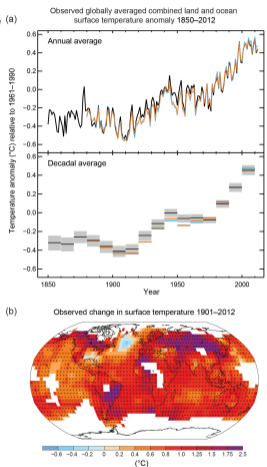 (a)
Observed globally averaged combined land and ocean
surface temperature anomaly 1850–2012
Annual average
0.6
0.4
0.2
0.0
−0.2
−0.4
−0.6
Temperature anomaly (°C) relative to 1961–1990
Decadal average
0.6
0.4
0.2
0.0
−0.2
−0.4
−0.6
1850 1900 1950 2000
Year
(b)
Observed change in surface temperature 1901–2012
−0.6 −0.4 −0.2 0 0.2 0.4 0.6 0.8 1.0 1.25 1.5 1.75 2.5
(°C)